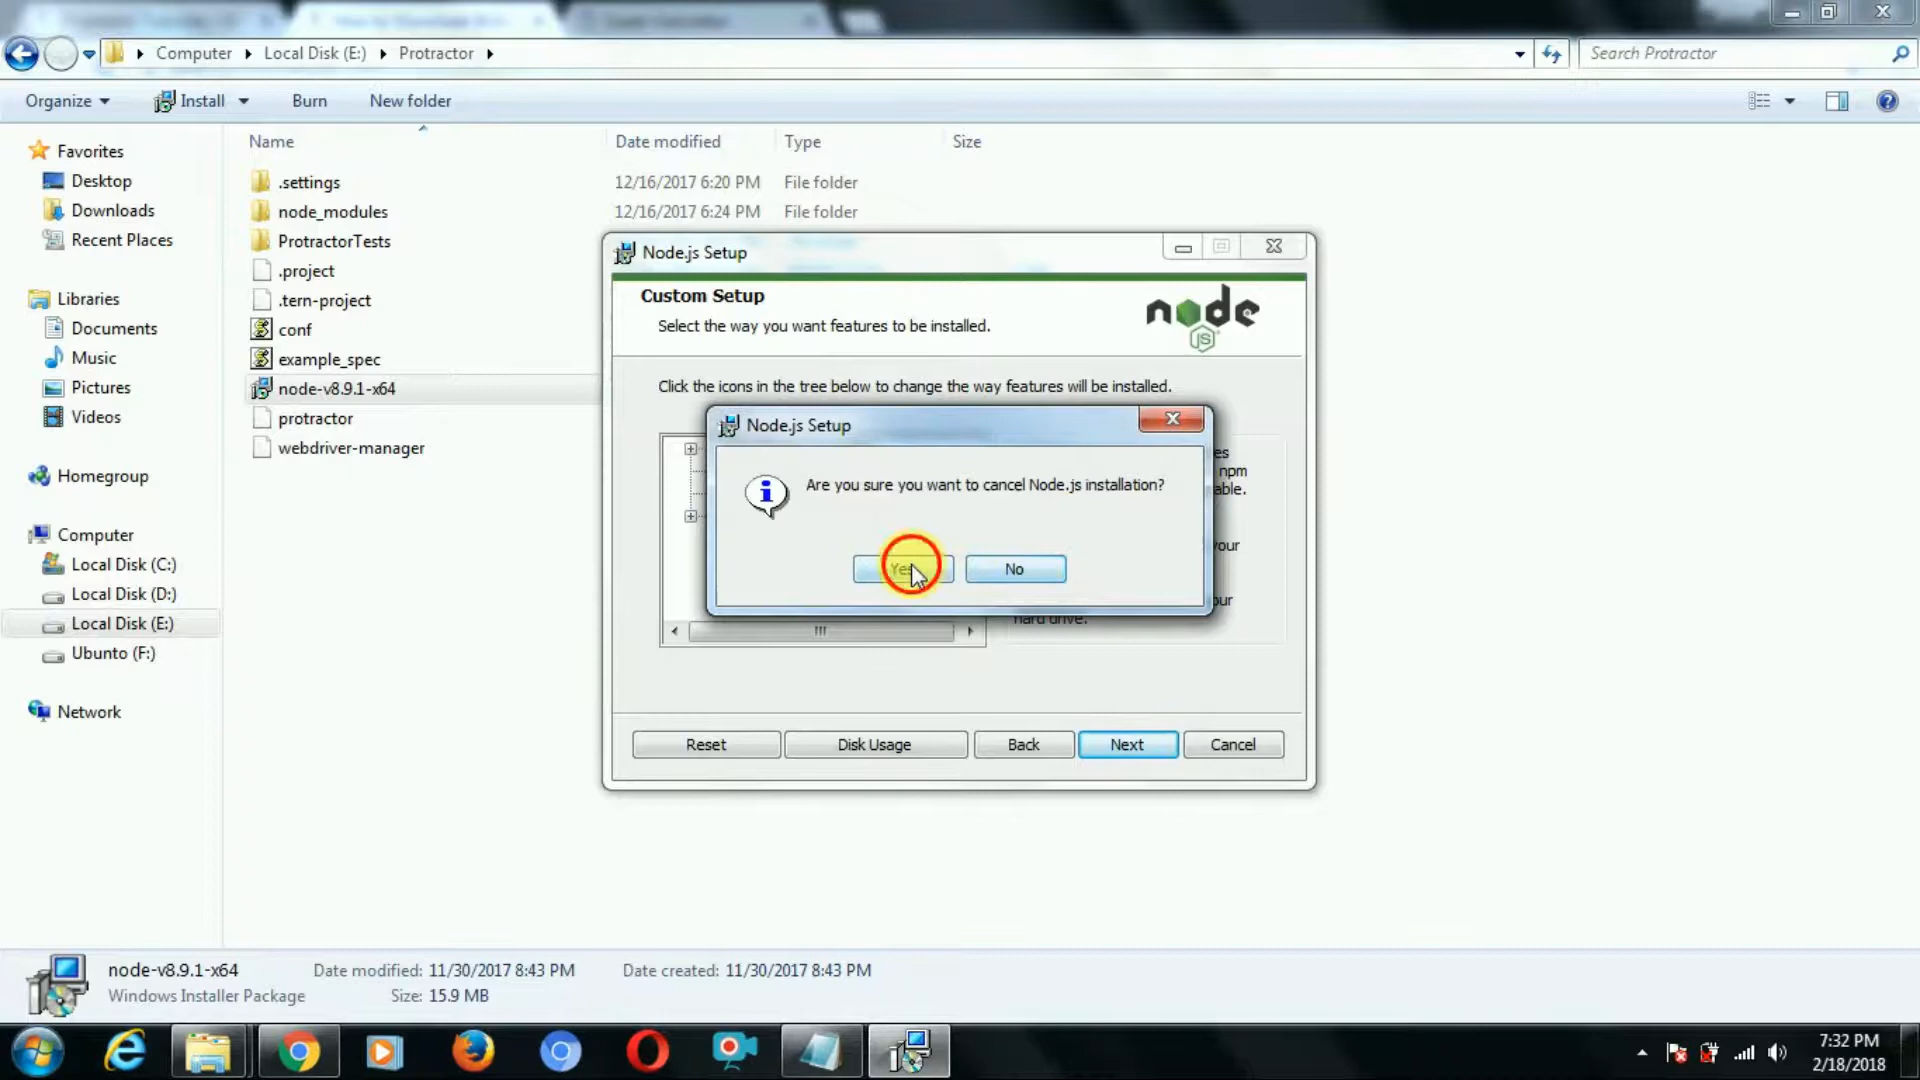 Computer
Local Disk (E:)
Protractor
Search Protractor
Organize
Install
Burn
New folder
Name
Date modified
Type
Size
Favorites
Desktop
Downloads
Recent Places
Libraries
Documents
Music
Pictures
Videos
Homegroup
Computer
Local Disk (C:)
Local Disk (D:)
Local Disk (E:)
Ubunto (F:)
Network
.settings 12/16/2017 6:20 PM File folder
node_modules 12/16/2017 6:24 PM File folder
ProtractorTests
.project
.tern-project
conf
example_spec
node-v8.9.1-x64
protractor
webdriver-manager
Node.js Setup
Custom Setup
Select the way you want features to be installed.
node
JS
Click the icons in the tree below to change the way features will be installed.
Node.js Setup
Are you sure you want to cancel Node.js installation?
Yes
No
npm
hard drive.
Reset
Disk Usage
Back
Next
Cancel
node-v8.9.1-x64 Date modified: 11/30/2017 8:43 PM Date created: 11/30/2017 8:43 PM
Windows Installer Package Size: 15.9 MB
7:32 PM
2/18/2018